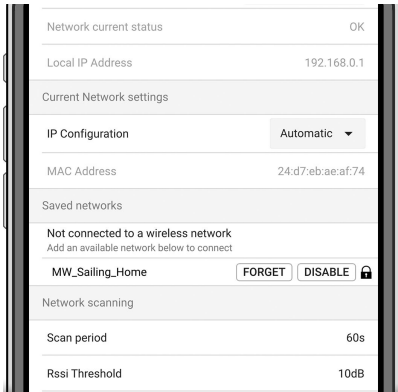 Network current status OK
Local IP Address 192.168.0.1
Current Network settings
IP Configuration Automatic
MAC Address 24:d7:eb:ae:af:74
Saved networks
Not connected to a wireless network
Add an available network below to connect
MW_Sailing_Home FORGET DISABLE
Network scanning
Scan period 60s
Rssi Threshold 10dB